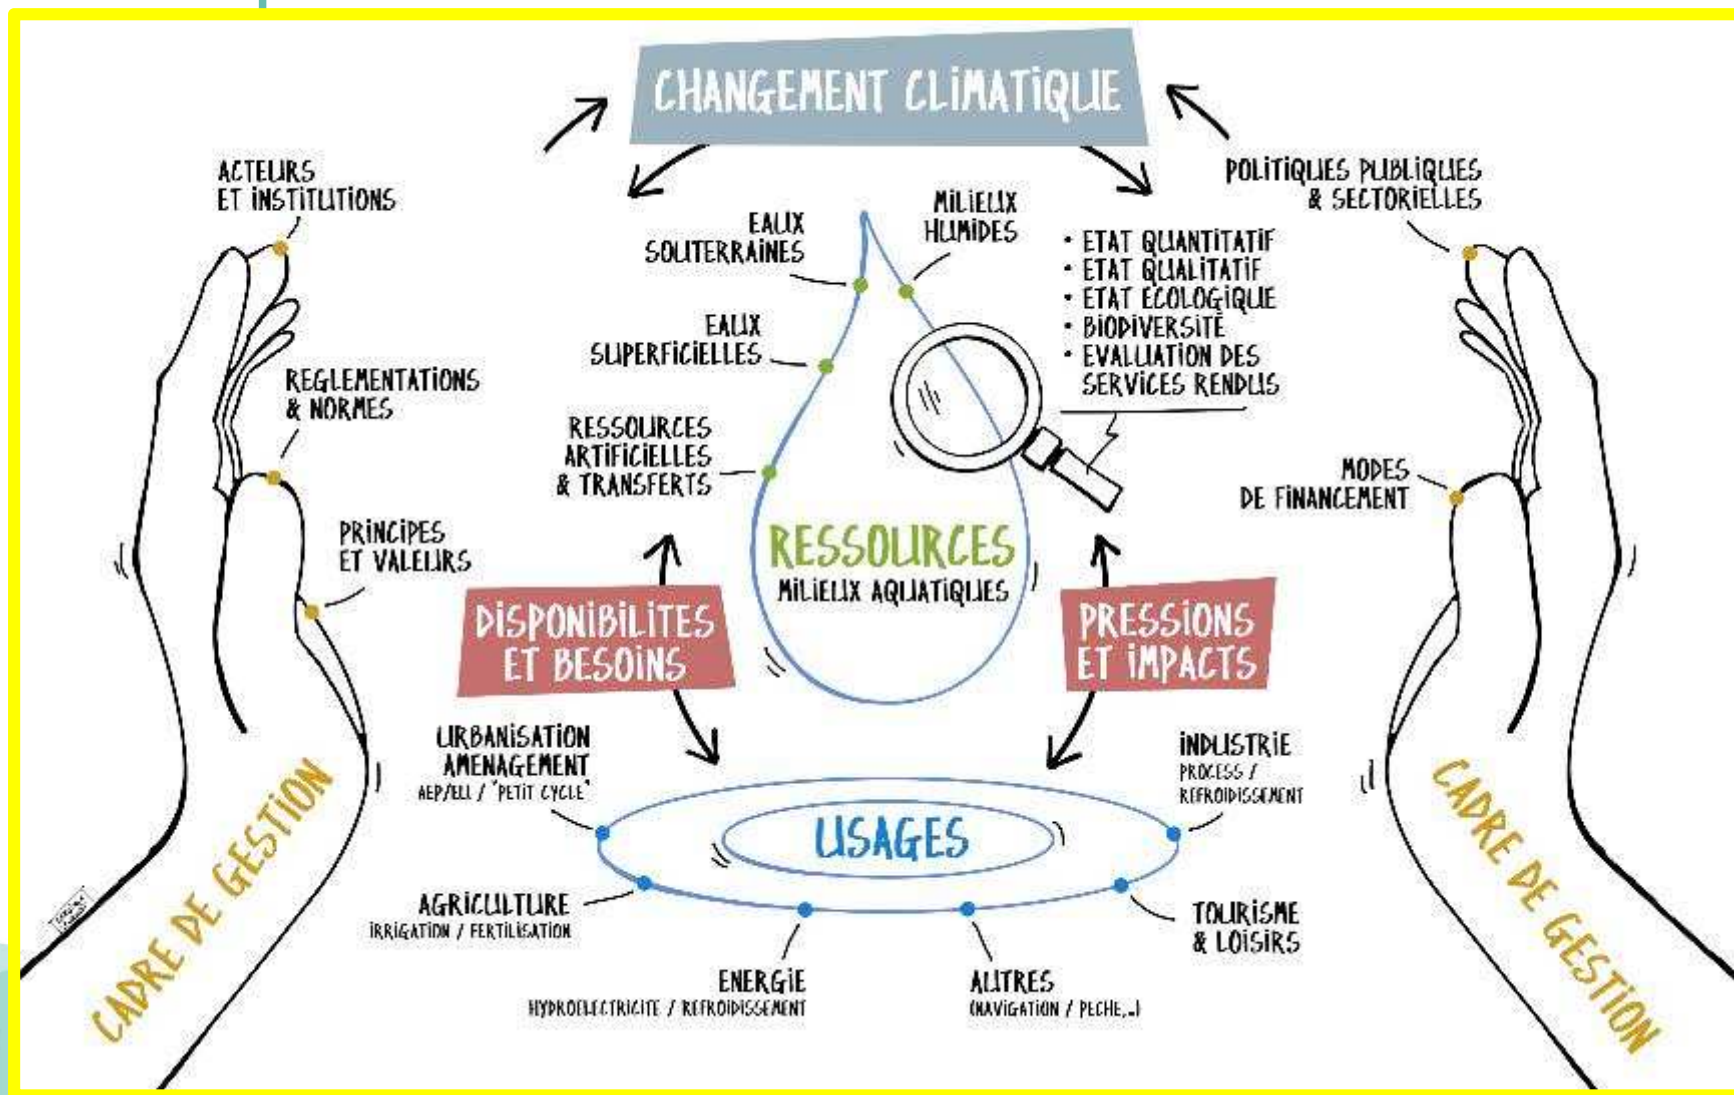 CHANGEMENT CLIMATIQUE
ACTEURS
ET INSTITUTIONS
REGLEMENTATIONS
& NORMES
PRINCIPES
ET VALEURS
CADRE DE GESTION
EAUX
SOUTERRAINES
MILIEUX
HUMIDES
EAUX
SUPERFICIELLES
RESSOURCES
ARTIFICIELLES
& TRANSFERTS
• ETAT QUANTITATIF
• ETAT QUALITATIF
• ETAT ECOLOGIQUE
• BIODIVERSITÉ
• EVALUATION DES
SERVICES RENDUS
RESSOURCES
MILIEUX AQUATIQUES
DISPONIBILITES
ET BESOINS
PRESSIONS
ET IMPACTS
URBANISATION
AMENAGEMENT
AEP/EU / "PETIT CYCLE"
AGRICULTURE
IRRIGATION / FERTILISATION
ENERGIE
HYDROELECTRICITE / REFROIDISSEMENT
USAGES
AUTRES
(NAVIGATION / PECHE,..)
TOURISME
& LOISIRS
INDUSTRIE
PROCESS /
REFROIDISSEMENT
POLITIQUES PUBLIQUES
& SECTORIELLES
MODES
DE FINANCEMENT
CADRE DE GESTION